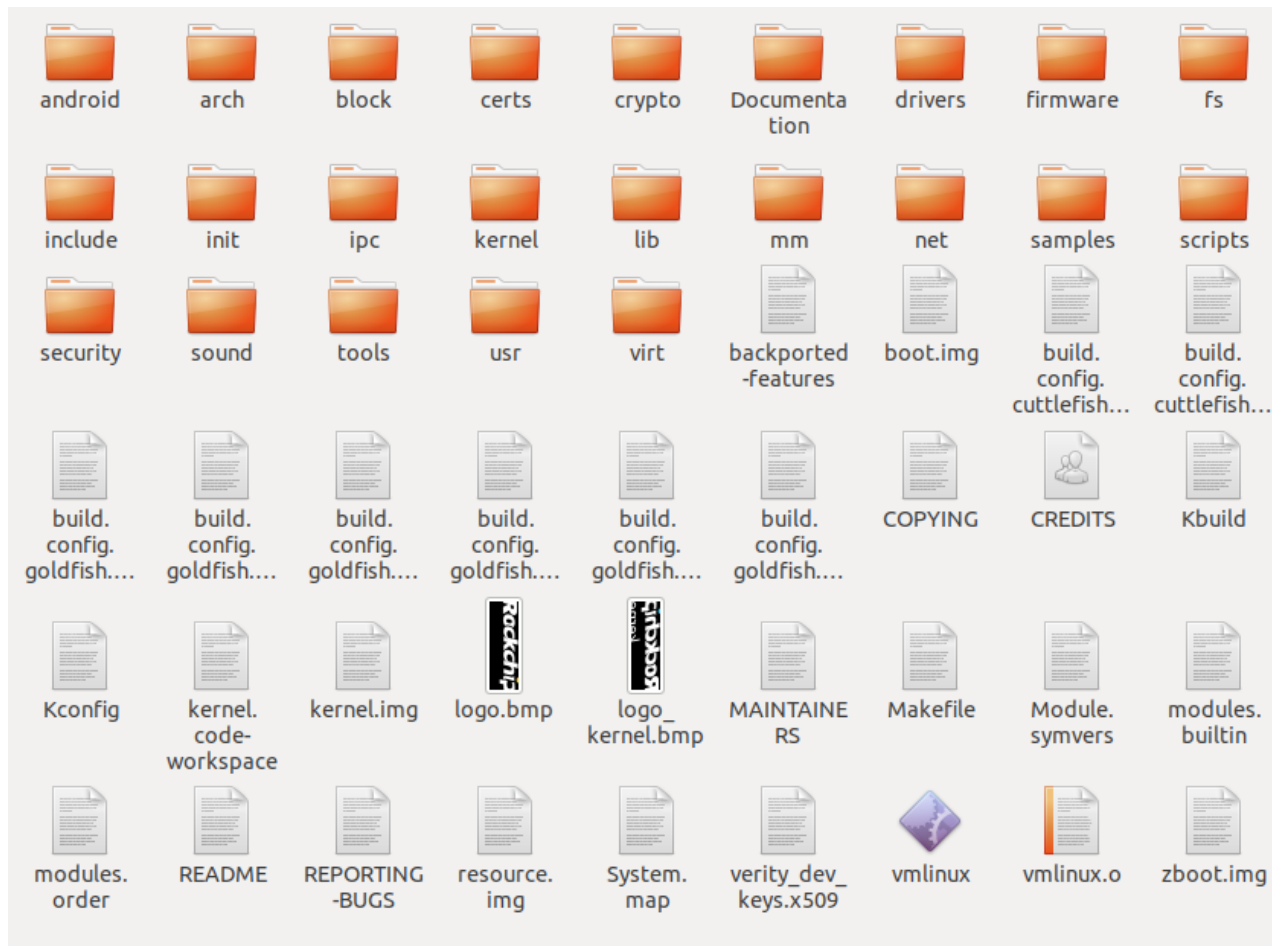 android arch block certs crypto Documenta drivers firmware fs
tion
include init ipc kernel lib mm net samples scripts
security sound tools usr virt backported boot.img build. build.
-features config. config.
cuttlefish... cuttlefish...
build. build. build. build. build. build. COPYING CREDITS Kbuild
config. config. config. config. config. config.
goldfish.... goldfish.... goldfish.... goldfish.... goldfish.... goldfish....
Rockchip
Rockchip
kernel
Kconfig kernel. kernel.img logo.bmp logo_ MAINTAINE Makefile Module. modules.
code- kernel.bmp RS symvers builtin
workspace
modules. README REPORTING resource. System. verity_dev_ vmlinux vmlinux.o zboot.img
order -BUGS img map keys.x509